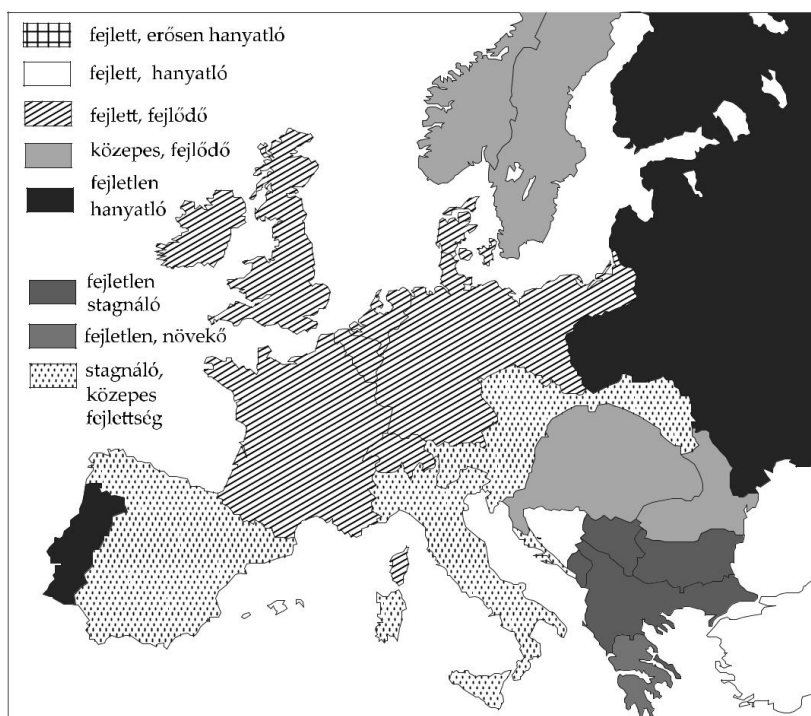 fejlett, erősen hanyatló
fejlett, hanyatló
fejlett, fejlődő
közepes, fejlődő
fejletlen
hanyatló
fejletlen
stagnáló
fejletlen, növekő
stagnáló,
közepes
fejlettség